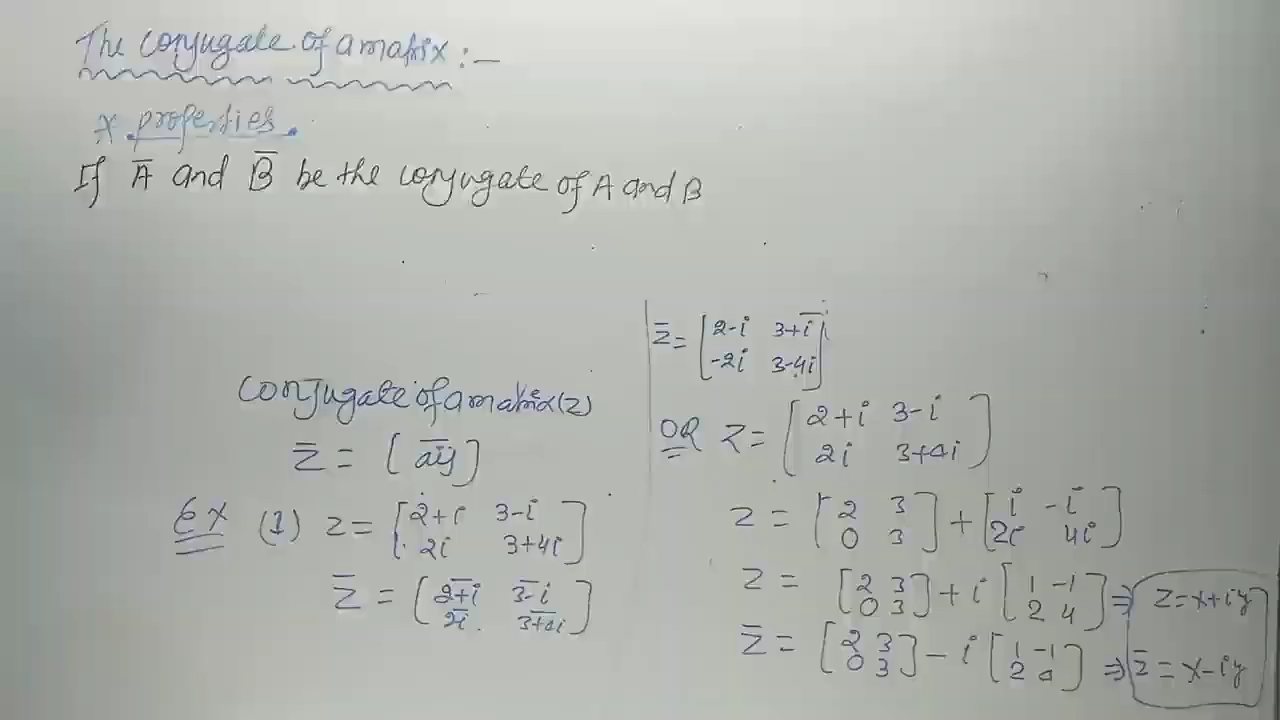 The conjugate of a matrix :-
* properties.
If A̅ and B̅ be the conjugate of A and B
conjugate of a matrix(z)
z̅ = [ a̅i̅j̅ ]
Ex (1) z = [2+i 3-i
2i 3+4i]
z̅ = [2̅+̅i̅ 3̅-̅i̅
2̅i̅ 3̅+̅4̅i̅]
z̅ = [2-i 3+i
-2i 3-4i]
OR z = [2+i 3-i
2i 3+4i]
z = [2 3
0 3] + [i -i
2i 4i]
z = [2 3
0 3] + i [1 -1
2 4] ⇒ z = x+iy
z̅ = [2 3
0 3] - i [1 -1
2 4] ⇒ z̅ = x-iy